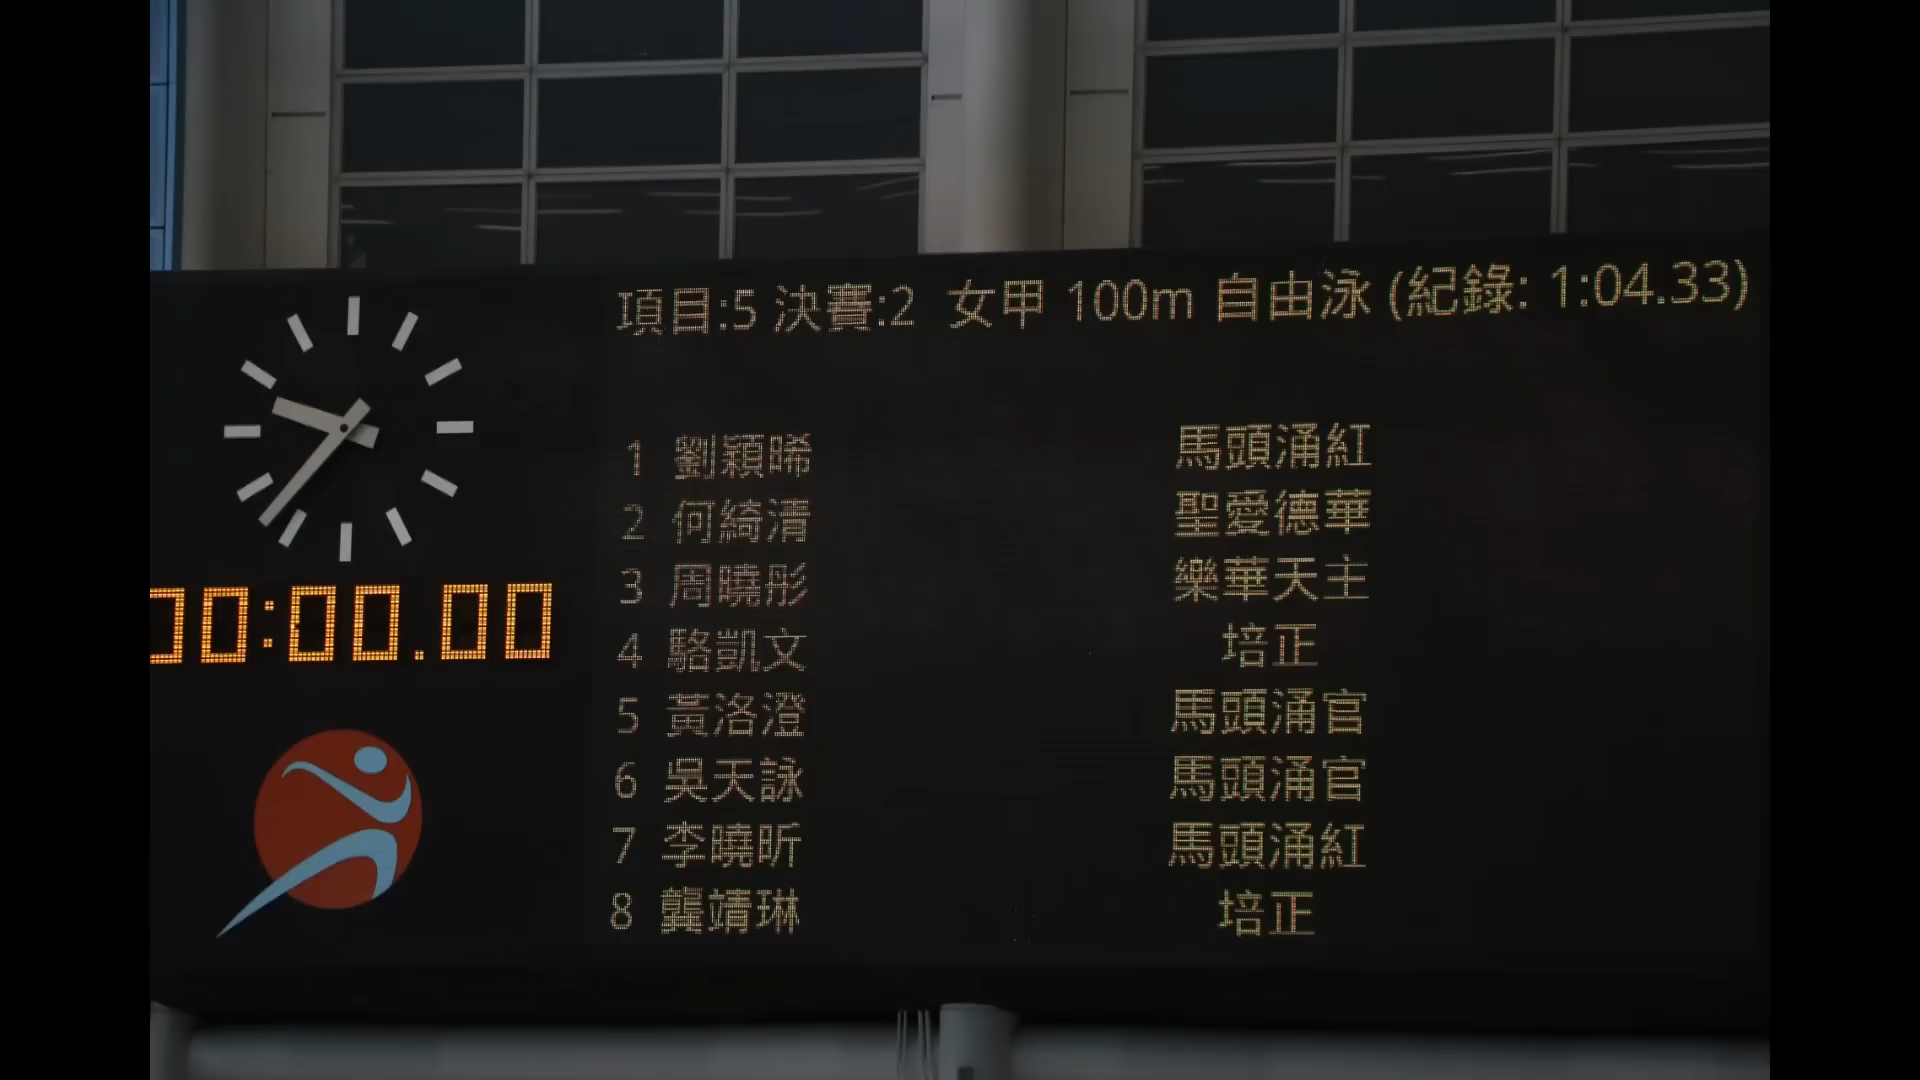 項目:5 決賽:2 女甲 100m 自由泳 (紀錄: 1:04.33)
1 劉穎晞 馬頭涌紅
2 何綺清 聖愛德華
3 周曉彤 樂華天主
4 駱凱文 培正
00:00.00
5 黃洛澄 馬頭涌官
6 吳天詠 馬頭涌官
7 李曉昕 馬頭涌紅
8 龔靖琳 培正